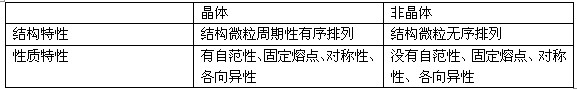 晶体 非晶体
结构特性 结构微粒周期性有序排列 结构微粒无序排列
性质特性 有自范性、固定熔点、对称性、 没有自范性、固定熔点、对称
各向异性 性、各向异性